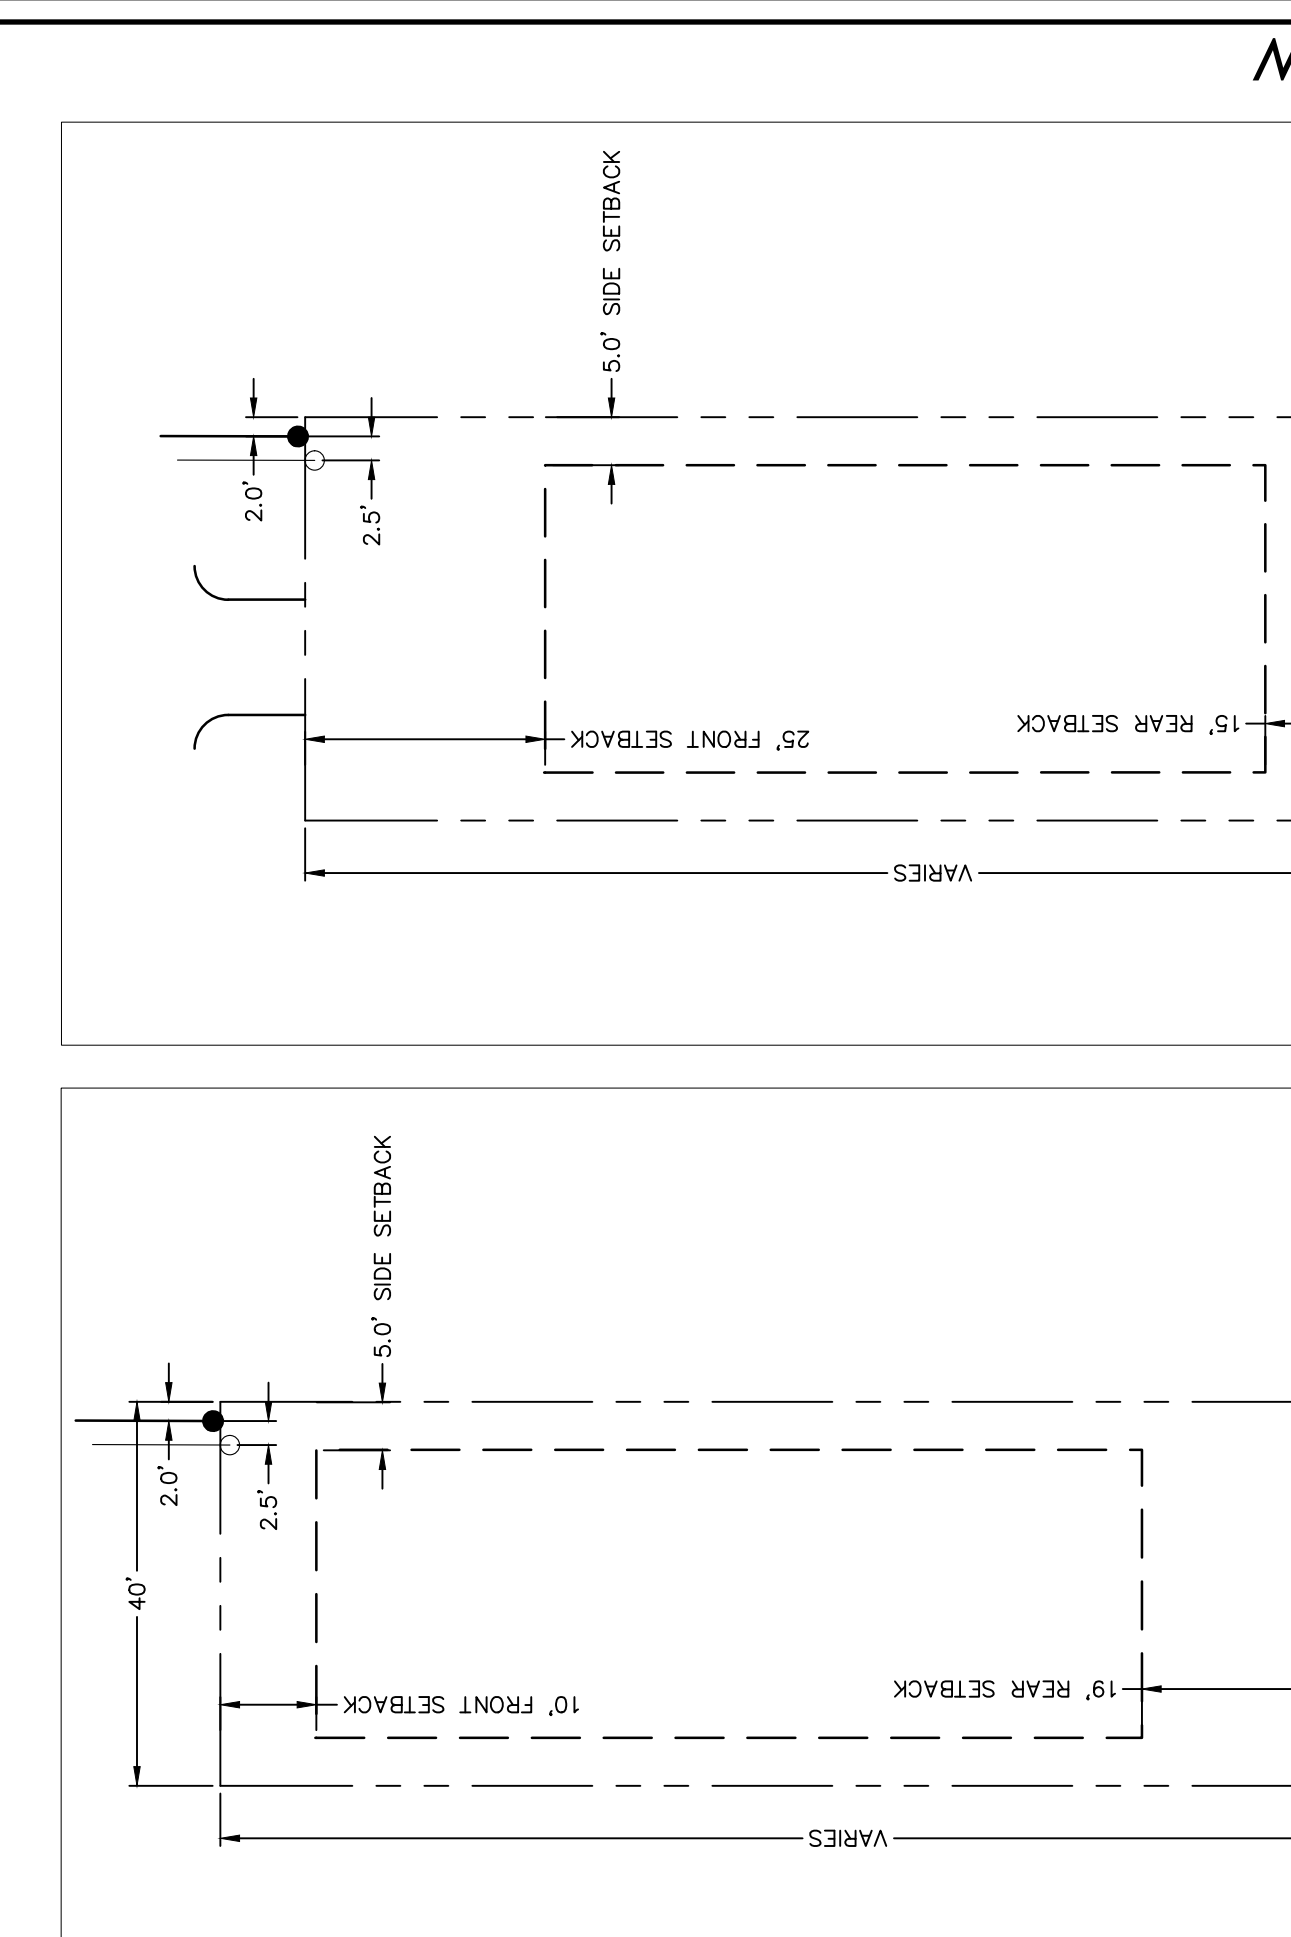 5.0' SIDE SETBACK
2.0'
2.5'
15' REAR SETBACK
25' FRONT SETBACK
VARIES
5.0' SIDE SETBACK
2.0'
2.5'
40'
19' REAR SETBACK
10' FRONT SETBACK
VARIES